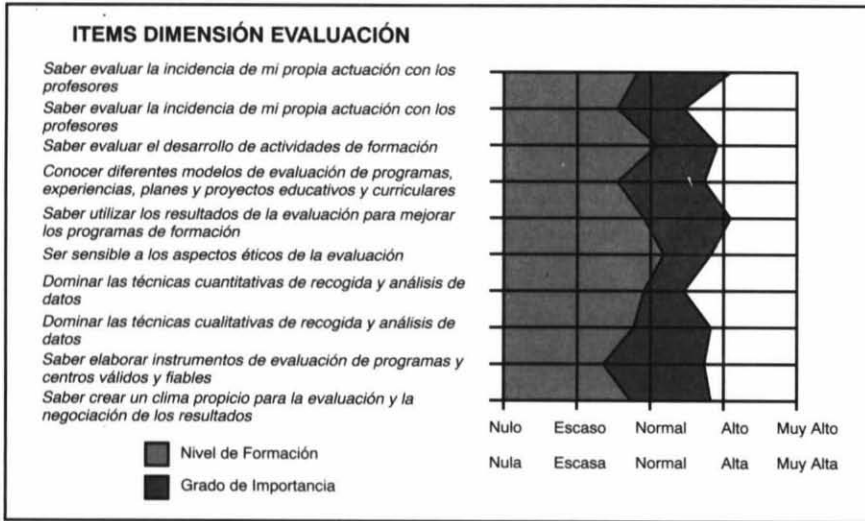 ITEMS DIMENSIÓN EVALUACIÓN
Saber evaluar la incidencia de mi propia actuación con los
profesores
Saber evaluar la incidencia de mi propia actuación con los
profesores
Saber evaluar el desarrollo de actividades de formación
Conocer diferentes modelos de evaluación de programas,
experiencias, planes y proyectos educativos y curriculares
Saber utilizar los resultados de la evaluación para mejorar
los programas de formación
Ser sensible a los aspectos éticos de la evaluación
Dominar las técnicas cuantitativas de recogida y análisis de
datos
Dominar las técnicas cualitativas de recogida y análisis de
datos
Saber elaborar instrumentos de evaluación de programas y
centros válidos y fiables
Saber crear un clima propicio para la evaluación y la
negociación de los resultados
Nulo Escaso Normal Alto Muy Alto
Nula Escasa Normal Alta Muy Alta
Nivel de Formación
Grado de Importancia